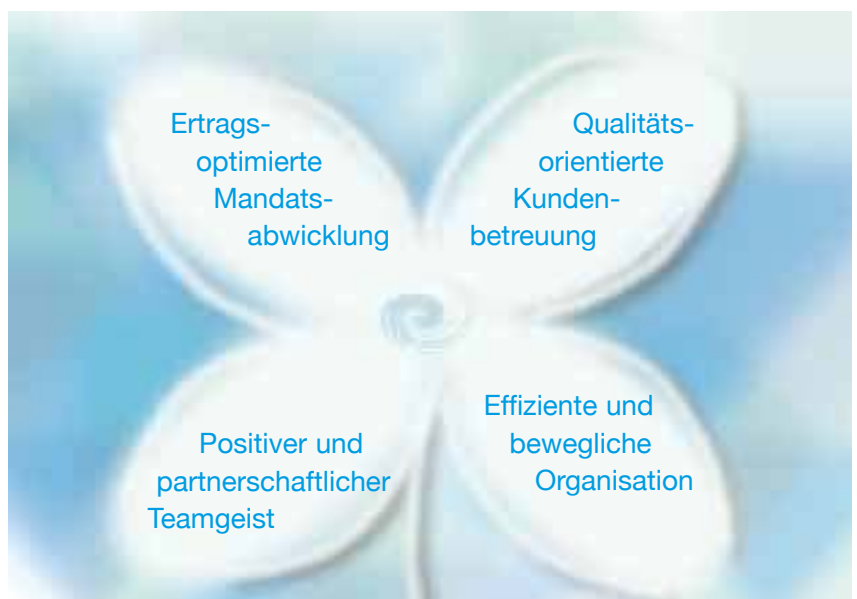 Ertrags-
optimierte
Mandats-
abwicklung
Qualitäts-
orientierte
Kunden-
betreuung
Positiver und
partnerschaftlicher
Teamgeist
Effiziente und
bewegliche
Organisation